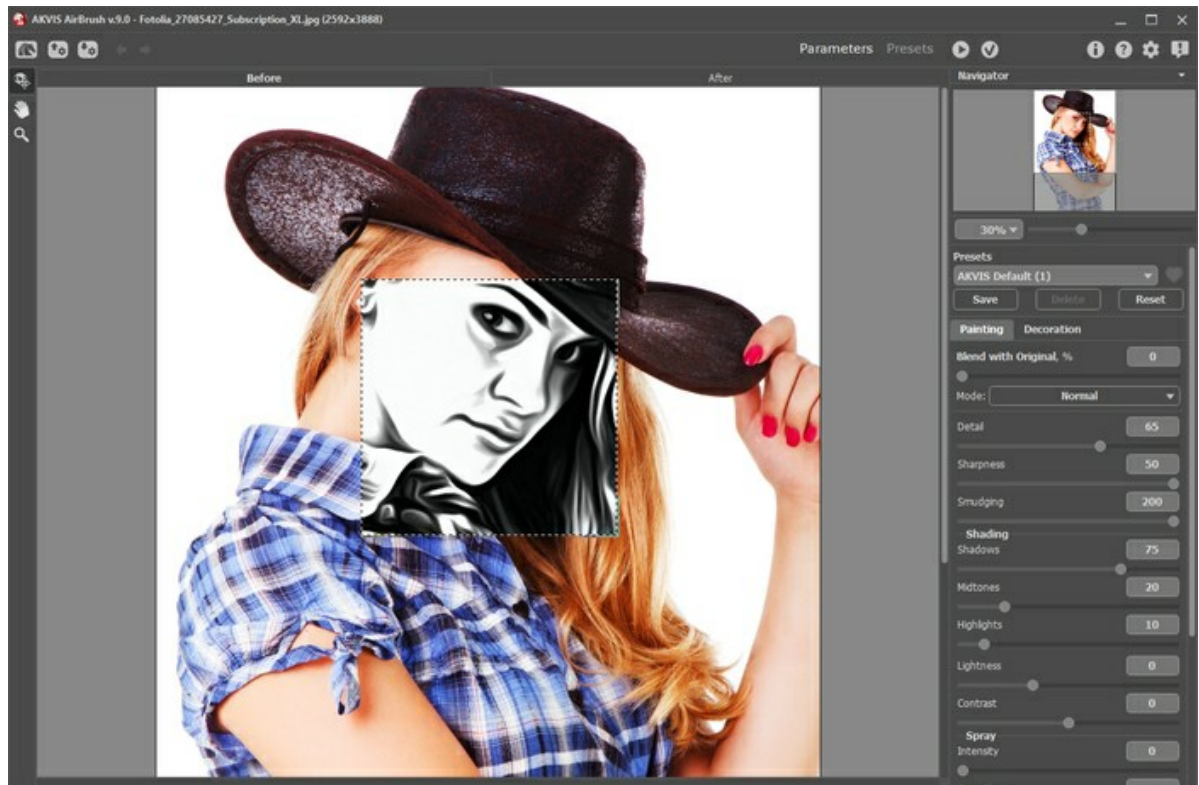 AKVIS AirBrush v.9.0 - Fotolia_27085427_Subscription_XL.jpg (2592x3888)
Parameters Presets
Before After
Navigator
30%
Presets
AKVIS Default (1)
Save Delete Reset
Painting Decoration
Blend with Original, % 0
Mode: Normal
Detail 65
Sharpness 50
Smudging 200
Shading
Shadows 75
Midtones 20
Highlights 10
Lightness 0
Contrast 0
Spray
Intensity 0